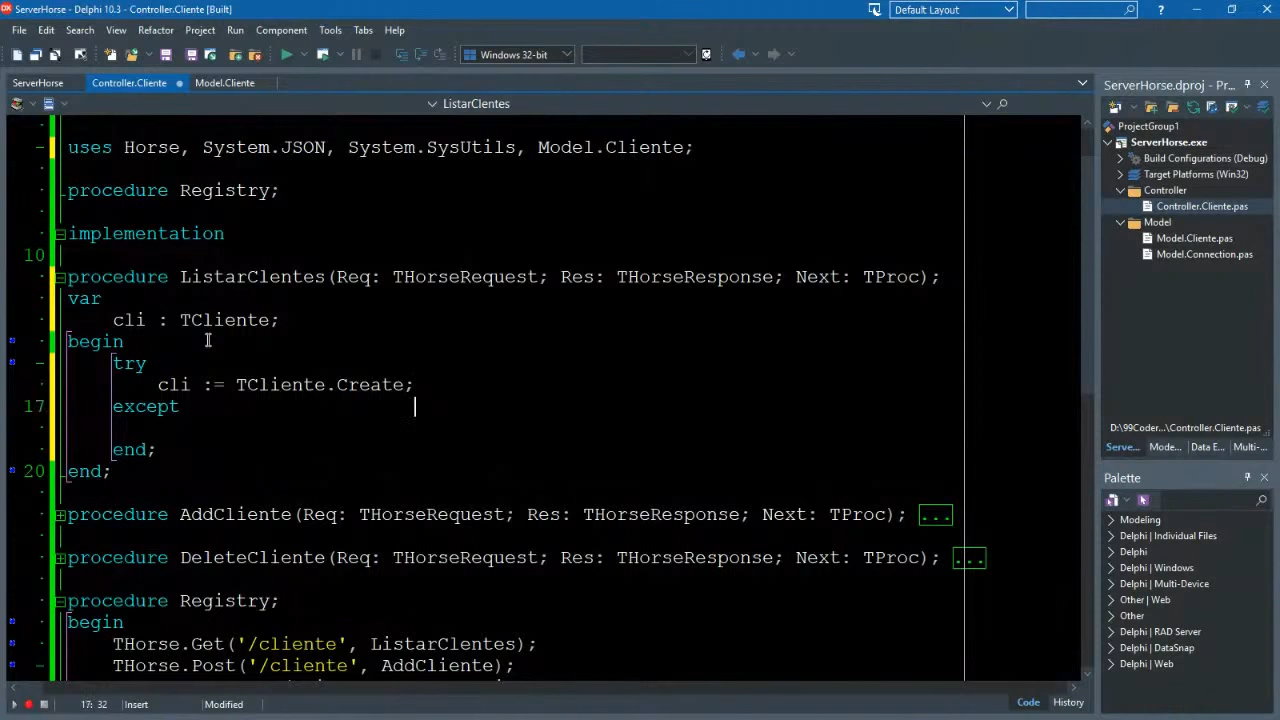 ServerHorse - Delphi 10.3 - Controller.Cliente [Built]
Default Layout
File Edit Search View Refactor Project Run Component Tools Tabs Help
Windows 32-bit
ServerHorse Controller.Cliente Model.Cliente
ListarClentes
uses Horse, System.JSON, System.SysUtils, Model.Cliente;
procedure Registry;
implementation
10
procedure ListarClentes(Req: THorseRequest; Res: THorseResponse; Next: TProc);
var
cli : TCliente;
begin
try
cli := TCliente.Create;
17 except
end;
20 end;
procedure AddCliente(Req: THorseRequest; Res: THorseResponse; Next: TProc); ...
procedure DeleteCliente(Req: THorseRequest; Res: THorseResponse; Next: TProc); ...
procedure Registry;
begin
THorse.Get('/cliente', ListarClentes);
THorse.Post('/cliente', AddCliente);
17: 32 Insert Modified Code History
ServerHorse.dproj - Pr...
ProjectGroup1
ServerHorse.exe
Build Configurations (Debug)
Target Platforms (Win32)
Controller
Controller.Cliente.pas
Model
Model.Cliente.pas
Model.Connection.pas
D:\99Coder...\Controller.Cliente.pas
Serve... Mode... Data E... Multi-...
Palette
Modeling
Delphi | Individual Files
Delphi
Delphi | Windows
Delphi | Multi-Device
Other | Web
Other
Delphi | RAD Server
Delphi | DataSnap
Delphi | Web